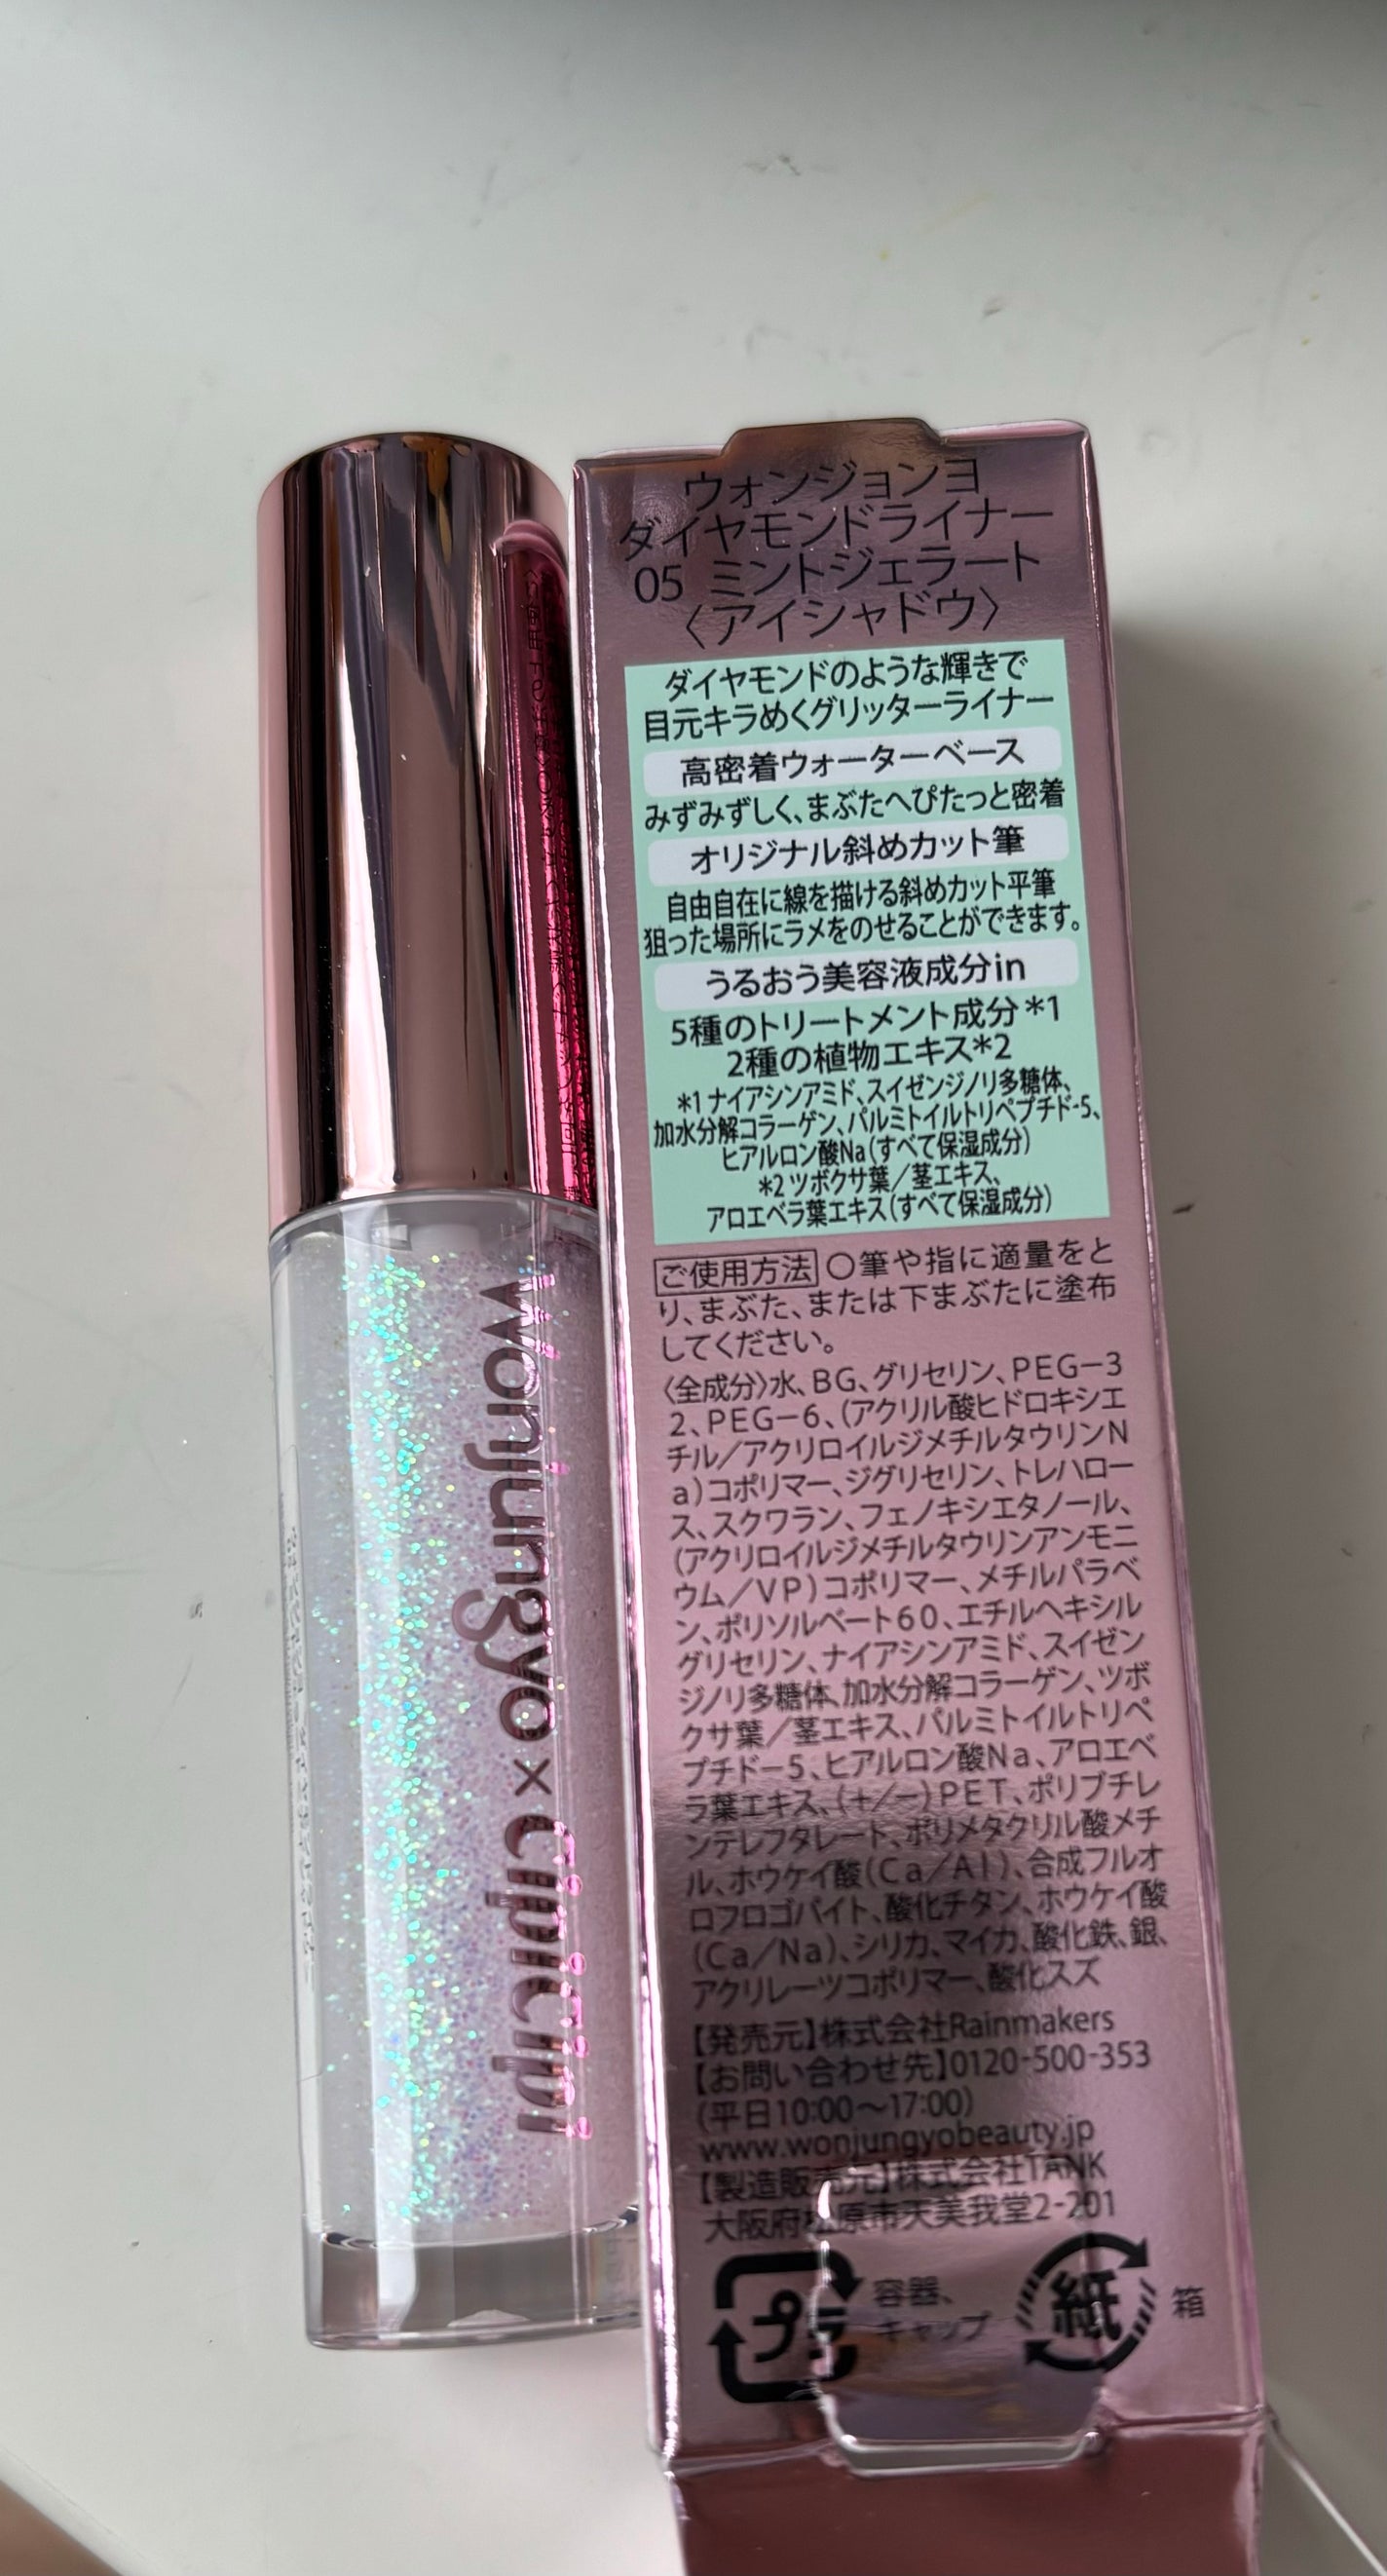 Wonjungyo × cipicipi
ウォンジョンヨ
ダイヤモンドライナー
05 ミントジェラート
〈アイシャドウ〉
ダイヤモンドのような輝きで
目元キラめくグリッターライナー
高密着ウォーターベース
みずみずしく、まぶたへぴたっと密着
オリジナル斜めカット筆
自由自在に線を描ける斜めカット平筆
狙った場所にラメをのせることができます。
うるおう美容液成分in
5種のトリートメント成分*1
2種の植物エキス*2
*1 ナイアシンアミド、スイゼンジノリ多糖体、
加水分解コラーゲン、パルミトイルトリペプチド-5、
ヒアルロン酸Na(すべて保湿成分)
*2 ツボクサ葉/茎エキス、
アロエベラ葉エキス(すべて保湿成分)
ご使用方法 〇筆や指に適量をと
り、まぶた、または下まぶたに塗布
してください。
〈全成分〉水、BG、グリセリン、PEG-3
2、PEG-6、(アクリル酸ヒドロキシエ
チル/アクリロイルジメチルタウリンN
a)コポリマー、ジグリセリン、トレハロー
ス、スクワラン、フェノキシエタノール、
(アクリロイルジメチルタウリンアンモニ
ウム/VP)コポリマー、メチルパラベ
ン、ポリソルベート60、エチルヘキシル
グリセリン、ナイアシンアミド、スイゼン
ジノリ多糖体、加水分解コラーゲン、ツボ
クサ葉/茎エキス、パルミトイルトリペ
プチド-5、ヒアルロン酸Na、アロエベ
ラ葉エキス、(+/-)PET、ポリブチレ
ンテレフタレート、ポリメタクリル酸メチ
ル、ホウケイ酸(Ca/Al)、合成フルオ
ロフロゴパイト、酸化チタン、ホウケイ酸
(Ca/Na)、シリカ、マイカ、酸化鉄、銀、
アクリレーツコポリマー、酸化スズ
【発売元】株式会社Rainmakers
【お問い合わせ先】0120-500-353
(平日10:00～17:00)
www.wonjungyobeauty.jp
【製造販売元】株式会社TANK
大阪府松原市天美我堂2-201
プラ 容器、
キャップ
紙 箱